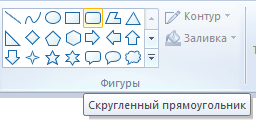 Контур
Заливка
Фигуры
Скругленный прямоугольник